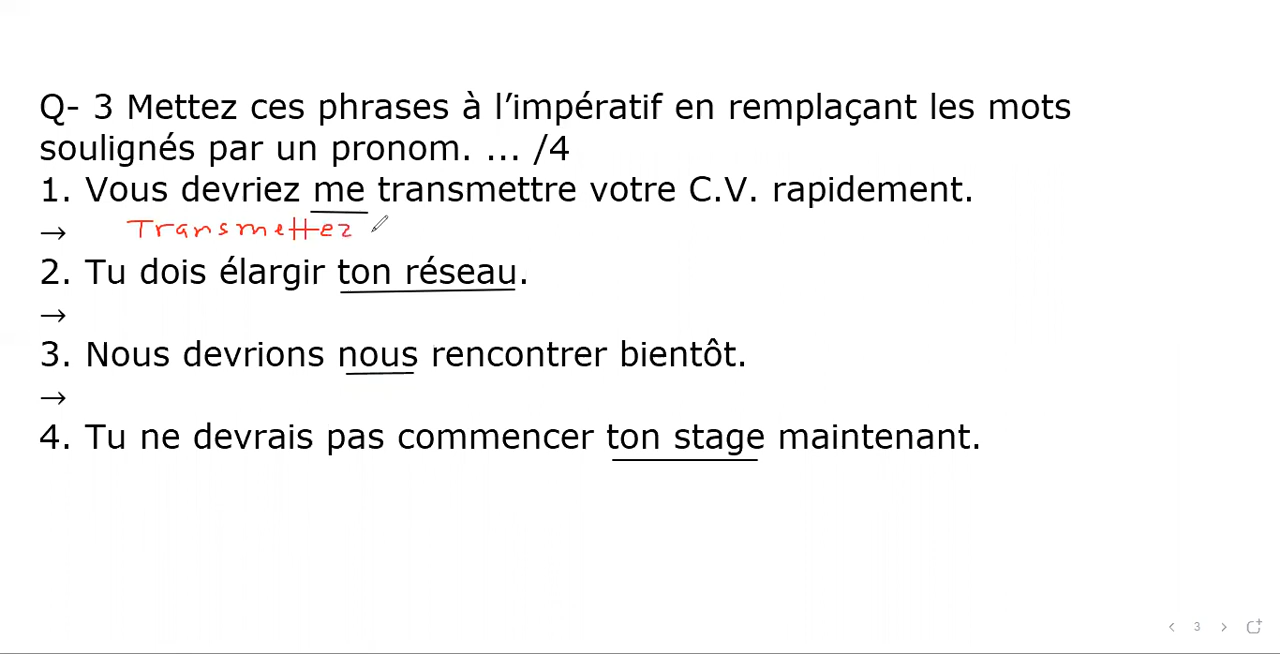 Q- 3 Mettez ces phrases à l’impératif en remplaçant les mots
soulignés par un pronom. ... /4
1. Vous devriez me transmettre votre C.V. rapidement.
→ Transmettez
2. Tu dois élargir ton réseau.
→
3. Nous devrions nous rencontrer bientôt.
→
4. Tu ne devrais pas commencer ton stage maintenant.
< 3 >